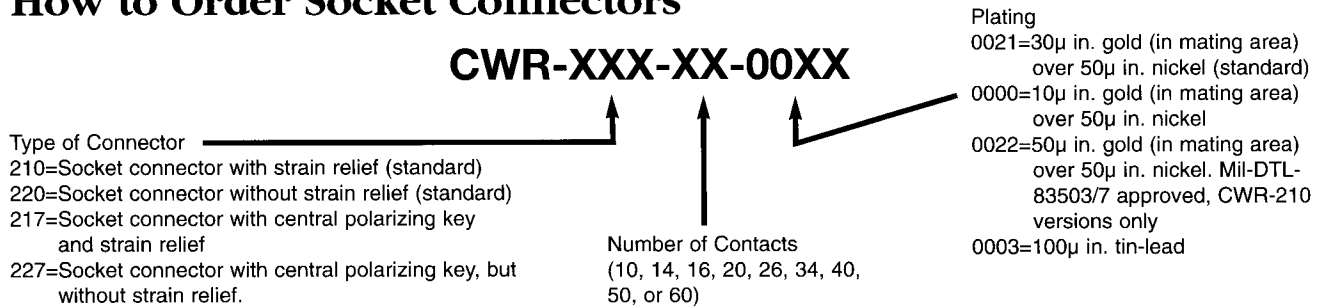 How to Order Socket Connectors
CWR-XXX-XX-00XX
Type of Connector
210=Socket connector with strain relief (standard)
220=Socket connector without strain relief (standard)
217=Socket connector with central polarizing key
and strain relief
227=Socket connector with central polarizing key, but
without strain relief.
Number of Contacts
(10, 14, 16, 20, 26, 34, 40,
50, or 60)
Plating
0021=30µ in. gold (in mating area)
over 50µ in. nickel (standard)
0000=10µ in. gold (in mating area)
over 50µ in. nickel
0022=50µ in. gold (in mating area)
over 50µ in. nickel. Mil-DTL-
83503/7 approved, CWR-210
versions only
0003=100µ in. tin-lead